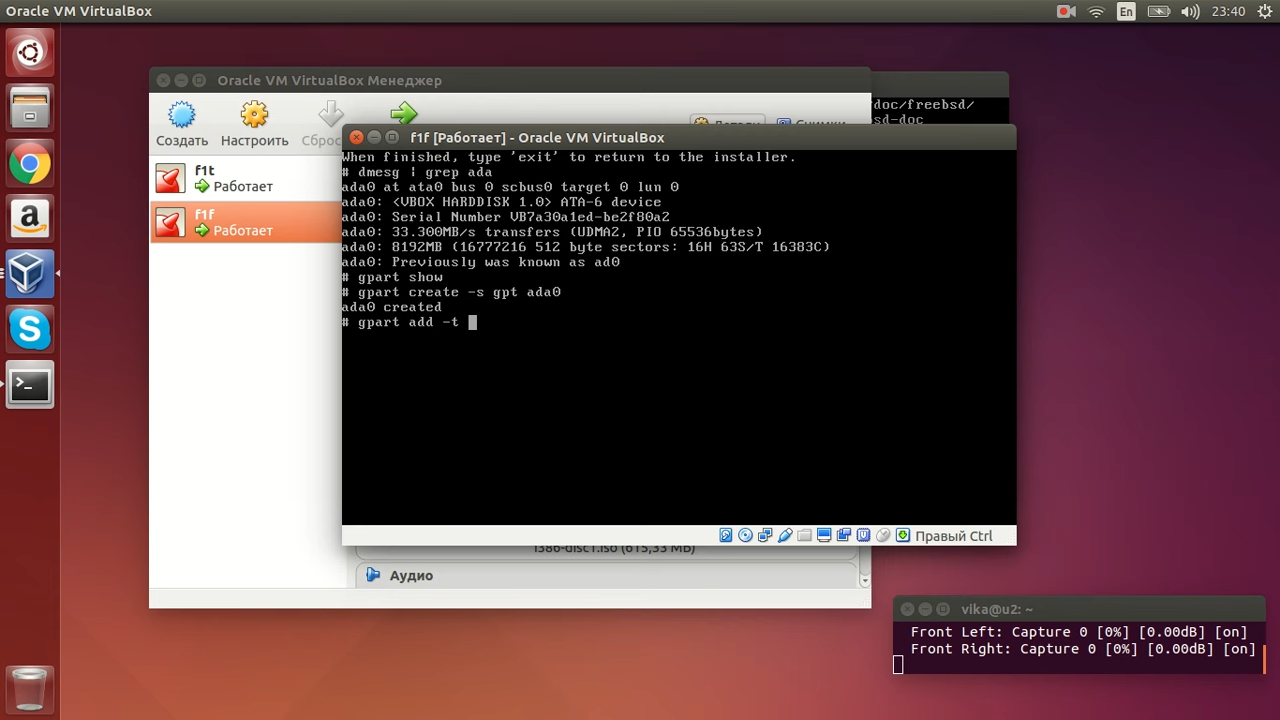 Oracle VM VirtualBox
En
23:40
Oracle VM VirtualBox Менеджер
Создать
Настроить
f1t
Работает
f1f
Работает
/doc/freebsd/
sd-doc
f1f [Работает] - Oracle VM VirtualBox
When finished, type 'exit' to return to the installer.
# dmesg | grep ada
ada0 at ata0 bus 0 scbus0 target 0 lun 0
ada0: <VBOX HARDDISK 1.0> ATA-6 device
ada0: Serial Number VB7a30a1ed-be2f80a2
ada0: 33.300MB/s transfers (UDMA2, PIO 65536bytes)
ada0: 8192MB (16777216 512 byte sectors: 16H 63S/T 16383C)
ada0: Previously was known as ad0
# gpart show
# gpart create -s gpt ada0
ada0 created
# gpart add -t
Правый Ctrl
i386-disc1.iso (615,33 MB)
Аудио
vika@u2: ~
Front Left: Capture 0 [0%] [0.00dB] [on]
Front Right: Capture 0 [0%] [0.00dB] [on]